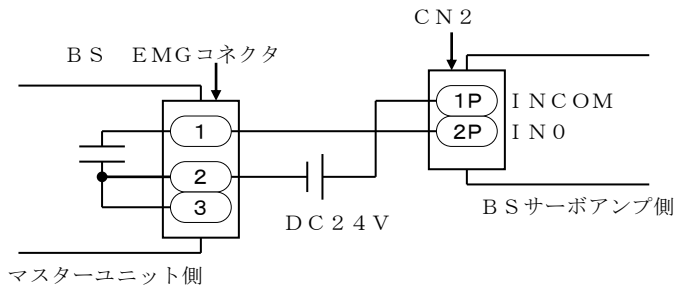 CN2
BS EMGコネクタ
1P INCOM
1
2P IN0
2
3
DC24V
BSサーボアンプ側
マスターユニット側